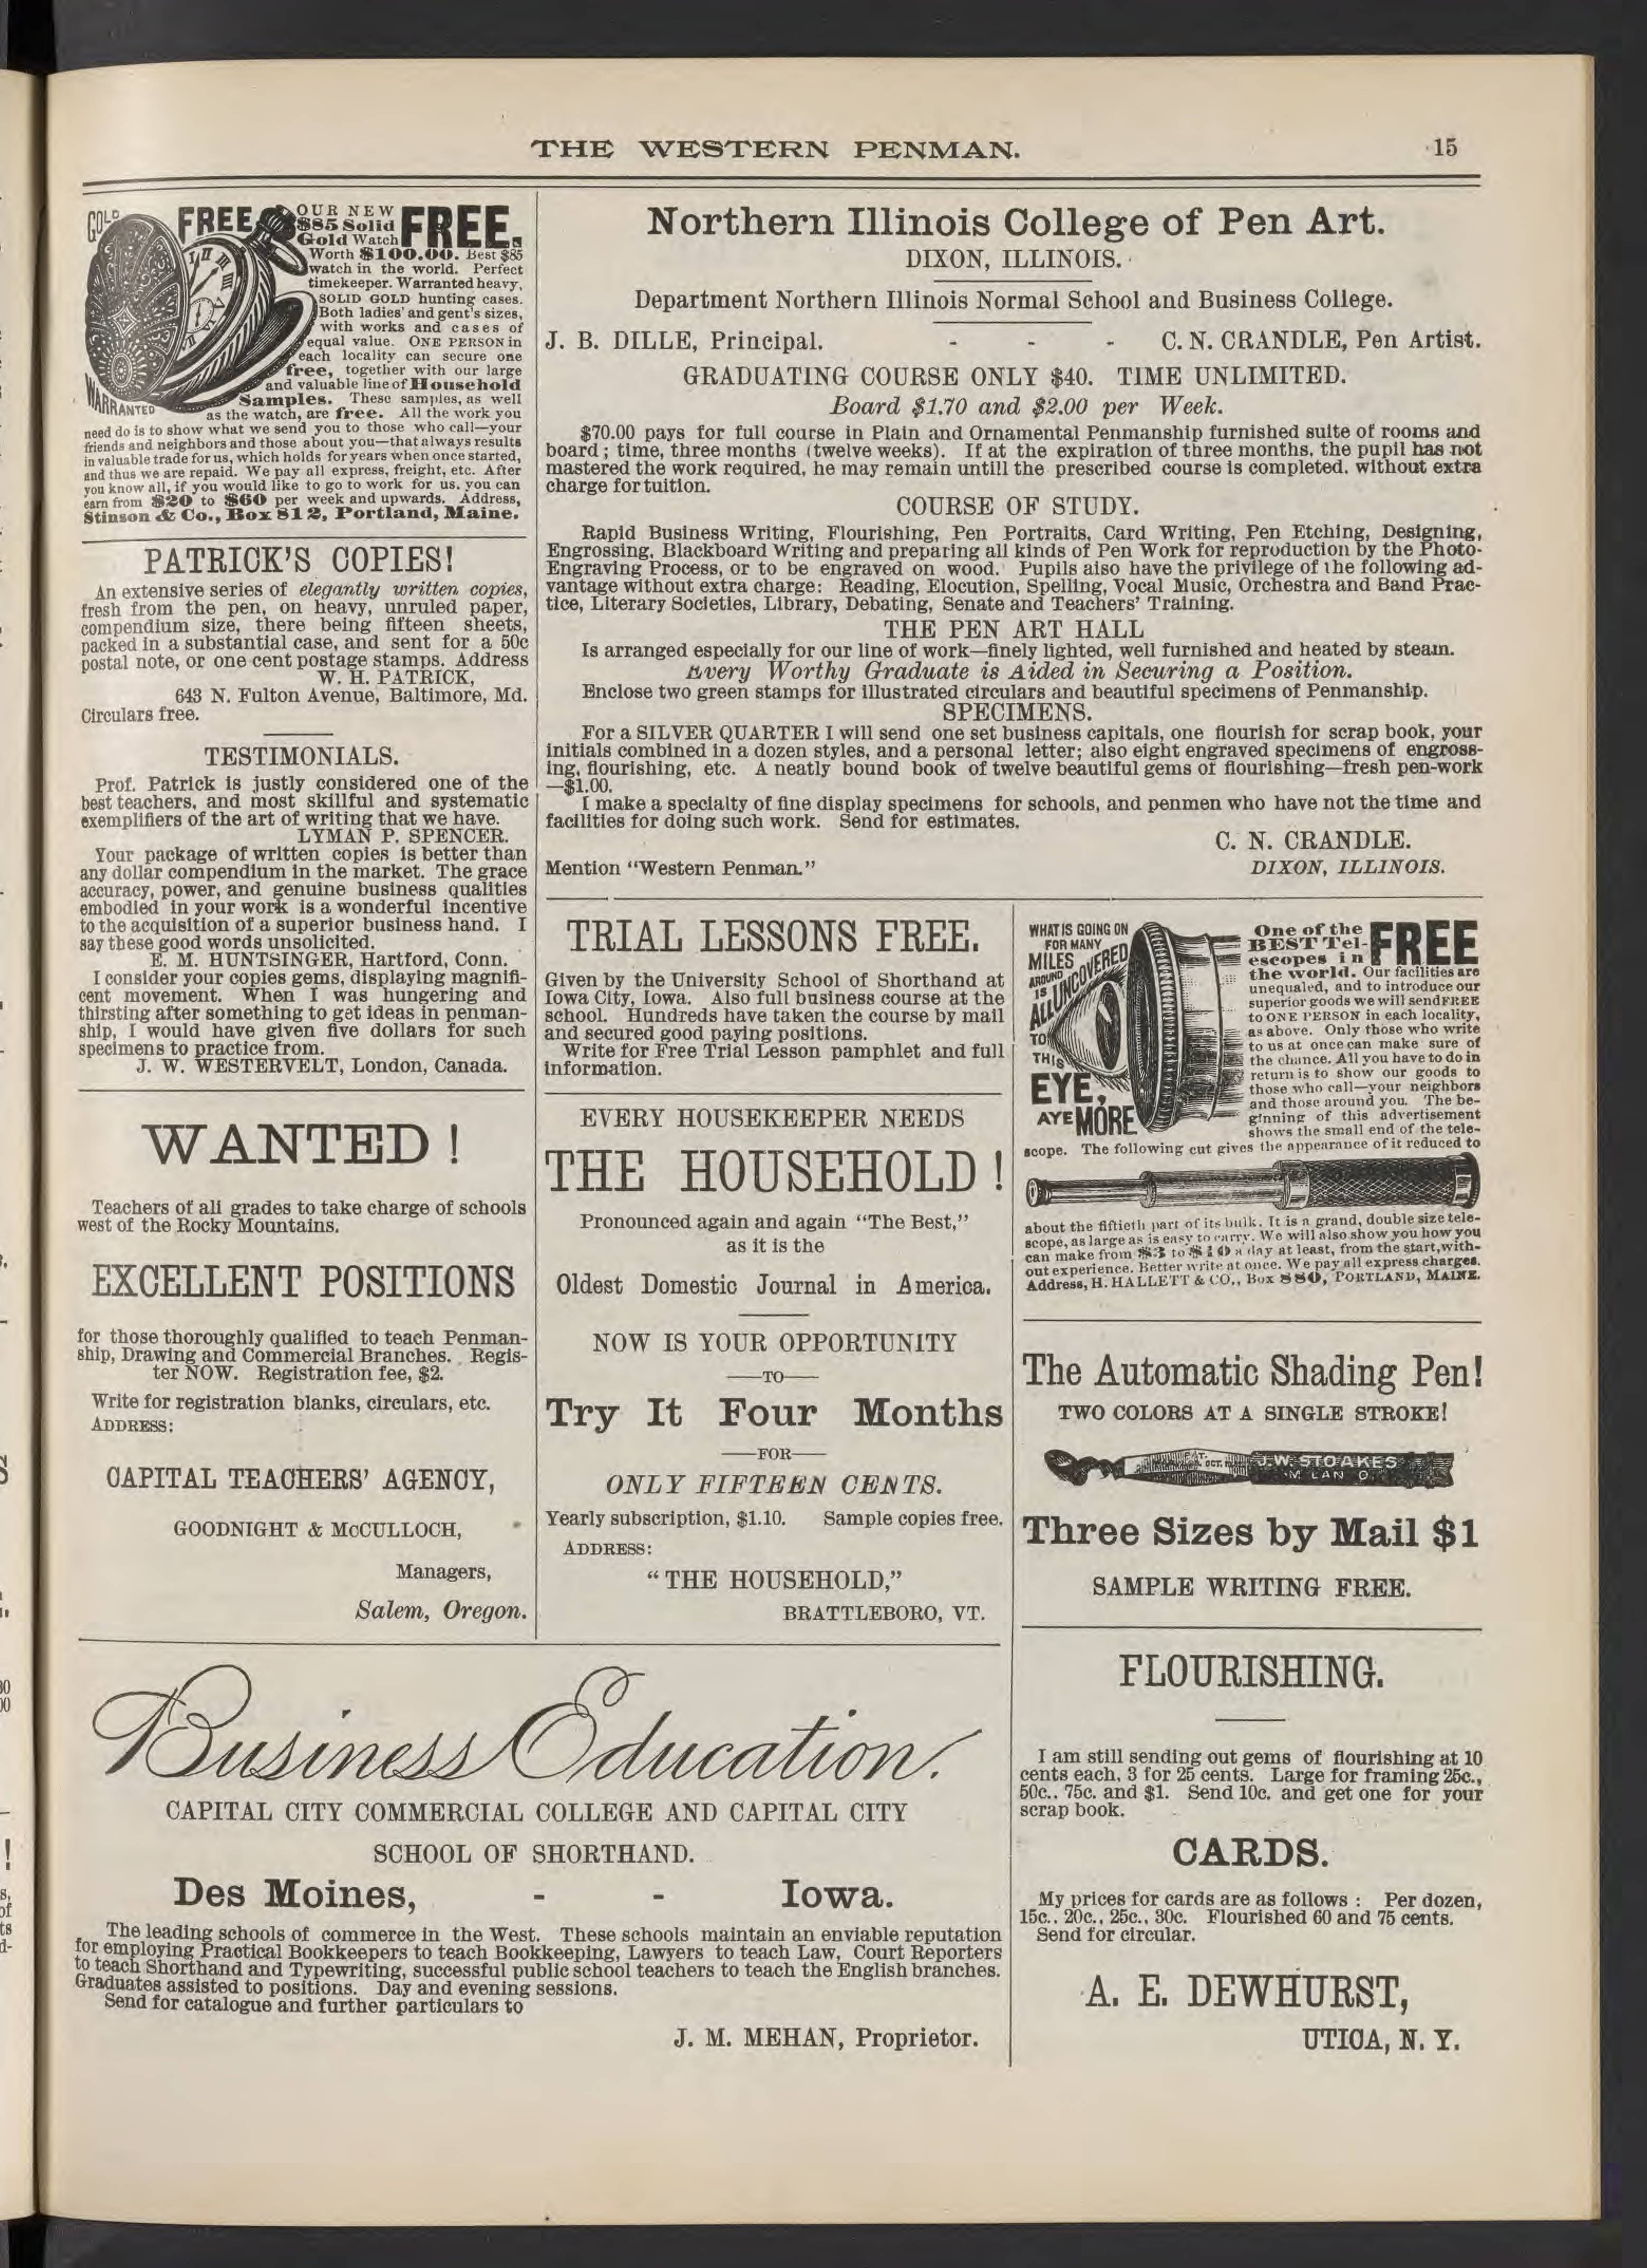 THE WESTERN PENMAN.
15
GOLD
WARRANTED
FREE
OUR NEW
$85 Solid
Gold Watch
FREE.
Worth $100.00. Best $85
watch in the world. Perfect
timekeeper. Warranted heavy,
SOLID GOLD hunting cases.
Both ladies' and gent's sizes,
with works and cases of
equal value. ONE PERSON in
each locality can secure one
free, together with our large
and valuable line of Household
Samples. These samples, as well
as the watch, are free. All the work you
need do is to show what we send you to those who call—your
friends and neighbors and those about you—that always results
in valuable trade for us, which holds for years when once started,
and thus we are repaid. We pay all express, freight, etc. After
you know all, if you would like to go to work for us, you can
earn from $20 to $60 per week and upwards. Address,
Stinson & Co., Box 812, Portland, Maine.
PATRICK'S COPIES!
An extensive series of elegantly written copies,
fresh from the pen, on heavy, unruled paper,
compendium size, there being fifteen sheets,
packed in a substantial case, and sent for a 50c
postal note, or one cent postage stamps. Address
W. H. PATRICK,
643 N. Fulton Avenue, Baltimore, Md.
Circulars free.
TESTIMONIALS.
Prof. Patrick is justly considered one of the
best teachers, and most skillful and systematic
exemplifiers of the art of writing that we have.
LYMAN P. SPENCER.
Your package of written copies is better than
any dollar compendium in the market. The grace
accuracy, power, and genuine business qualities
embodied in your work is a wonderful incentive
to the acquisition of a superior business hand. I
say these good words unsolicited.
E. M. HUNTSINGER, Hartford, Conn.
I consider your copies gems, displaying magnifi-
cent movement. When I was hungering and
thirsting after something to get ideas in penman-
ship, I would have given five dollars for such
specimens to practice from.
J. W. WESTERVELT, London, Canada.
WANTED!
Teachers of all grades to take charge of schools
west of the Rocky Mountains.
EXCELLENT POSITIONS
for those thoroughly qualified to teach Penman-
ship, Drawing and Commercial Branches. Regis-
ter NOW. Registration fee, $2.
Write for registration blanks, circulars, etc.
ADDRESS:
CAPITAL TEACHERS' AGENCY,
GOODNIGHT & McCULLOCH,
Managers,
Salem, Oregon.
Northern Illinois College of Pen Art.
DIXON, ILLINOIS.
Department Northern Illinois Normal School and Business College.
J. B. DILLE, Principal. - - - C. N. CRANDLE, Pen Artist.
GRADUATING COURSE ONLY $40. TIME UNLIMITED.
Board $1.70 and $2.00 per Week.
$70.00 pays for full course in Plain and Ornamental Penmanship furnished suite of rooms and
board; time, three months (twelve weeks). If at the expiration of three months, the pupil has not
mastered the work required, he may remain untill the prescribed course is completed, without extra
charge for tuition.
COURSE OF STUDY.
Rapid Business Writing, Flourishing, Pen Portraits, Card Writing, Pen Etching, Designing,
Engrossing, Blackboard Writing and preparing all kinds of Pen Work for reproduction by the Photo-
Engraving Process, or to be engraved on wood. Pupils also have the privilege of the following ad-
vantage without extra charge: Reading, Elocution, Spelling, Vocal Music, Orchestra and Band Prac-
tice, Literary Societies, Library, Debating, Senate and Teachers' Training.
THE PEN ART HALL
Is arranged especially for our line of work—finely lighted, well furnished and heated by steam.
Every Worthy Graduate is Aided in Securing a Position.
Enclose two green stamps for illustrated circulars and beautiful specimens of Penmanship.
SPECIMENS.
For a SILVER QUARTER I will send one set business capitals, one flourish for scrap book, your
initials combined in a dozen styles, and a personal letter; also eight engraved specimens of engross-
ing, flourishing, etc. A neatly bound book of twelve beautiful gems of flourishing—fresh pen-work
—$1.00.
I make a specialty of fine display specimens for schools, and penmen who have not the time and
facilities for doing such work. Send for estimates.
C. N. CRANDLE.
Mention "Western Penman."
DIXON, ILLINOIS.
TRIAL LESSONS FREE.
Given by the University School of Shorthand at
Iowa City, Iowa. Also full business course at the
school. Hundreds have taken the course by mail
and secured good paying positions.
Write for Free Trial Lesson pamphlet and full
information.
EVERY HOUSEKEEPER NEEDS
THE HOUSEHOLD!
Pronounced again and again "The Best,"
as it is the
Oldest Domestic Journal in America.
NOW IS YOUR OPPORTUNITY
—TO—
Try It Four Months
—FOR—
ONLY FIFTEEN CENTS.
Yearly subscription, $1.10. Sample copies free.
ADDRESS:
"THE HOUSEHOLD,"
BRATTLEBORO, VT.
WHAT IS GOING ON
FOR MANY
MILES
AROUND
IS
UNCOVERED
ALL
TO
THIS
EYE,
AYE MORE
One of the
BEST Tel-
escopes in
FREE
the world. Our facilities are
unequaled, and to introduce our
superior goods we will send FREE
to ONE PERSON in each locality,
as above. Only those who write
to us at once can make sure of
the chance. All you have to do in
return is to show our goods to
those who call—your neighbors
and those around you. The be-
ginning of this advertisement
shows the small end of the tele-
scope. The following cut gives the appearance of it reduced to
about the fiftieth part of its bulk. It is a grand, double size tele-
scope, as large as is easy to carry. We will also show you how you
can make from $3 to $10 a day at least, from the start, with-
out experience. Better write at once. We pay all express charges.
Address, H. HALLETT & CO., Box 880, PORTLAND, MAINE.
The Automatic Shading Pen!
TWO COLORS AT A SINGLE STROKE!
PAT.
OCT.
J.W. STOAKES
MILAN O.
Three Sizes by Mail $1
SAMPLE WRITING FREE.
FLOURISHING.
I am still sending out gems of flourishing at 10
cents each, 3 for 25 cents. Large for framing 25c.,
50c., 75c. and $1. Send 10c. and get one for your
scrap book.
CARDS.
My prices for cards are as follows: Per dozen,
15c., 20c., 25c., 30c. Flourished 60 and 75 cents.
Send for circular.
A. E. DEWHURST,
UTICA, N. Y.
Business Education.
CAPITAL CITY COMMERCIAL COLLEGE AND CAPITAL CITY
SCHOOL OF SHORTHAND.
Des Moines, - - Iowa.
The leading schools of commerce in the West. These schools maintain an enviable reputation
for employing Practical Bookkeepers to teach Bookkeeping, Lawyers to teach Law, Court Reporters
to teach Shorthand and Typewriting, successful public school teachers to teach the English branches.
Graduates assisted to positions. Day and evening sessions.
Send for catalogue and further particulars to
J. M. MEHAN, Proprietor.